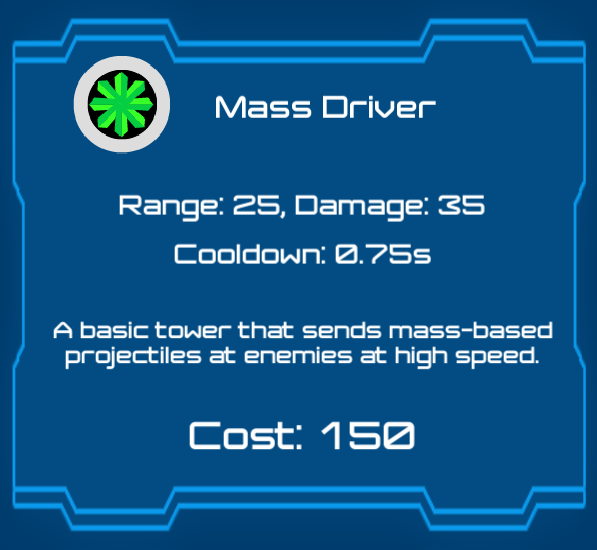 Mass Driver
Range: 25, Damage: 35
Cooldown: 0.75s
A basic tower that sends mass-based
projectiles at enemies at high speed.
Cost: 150